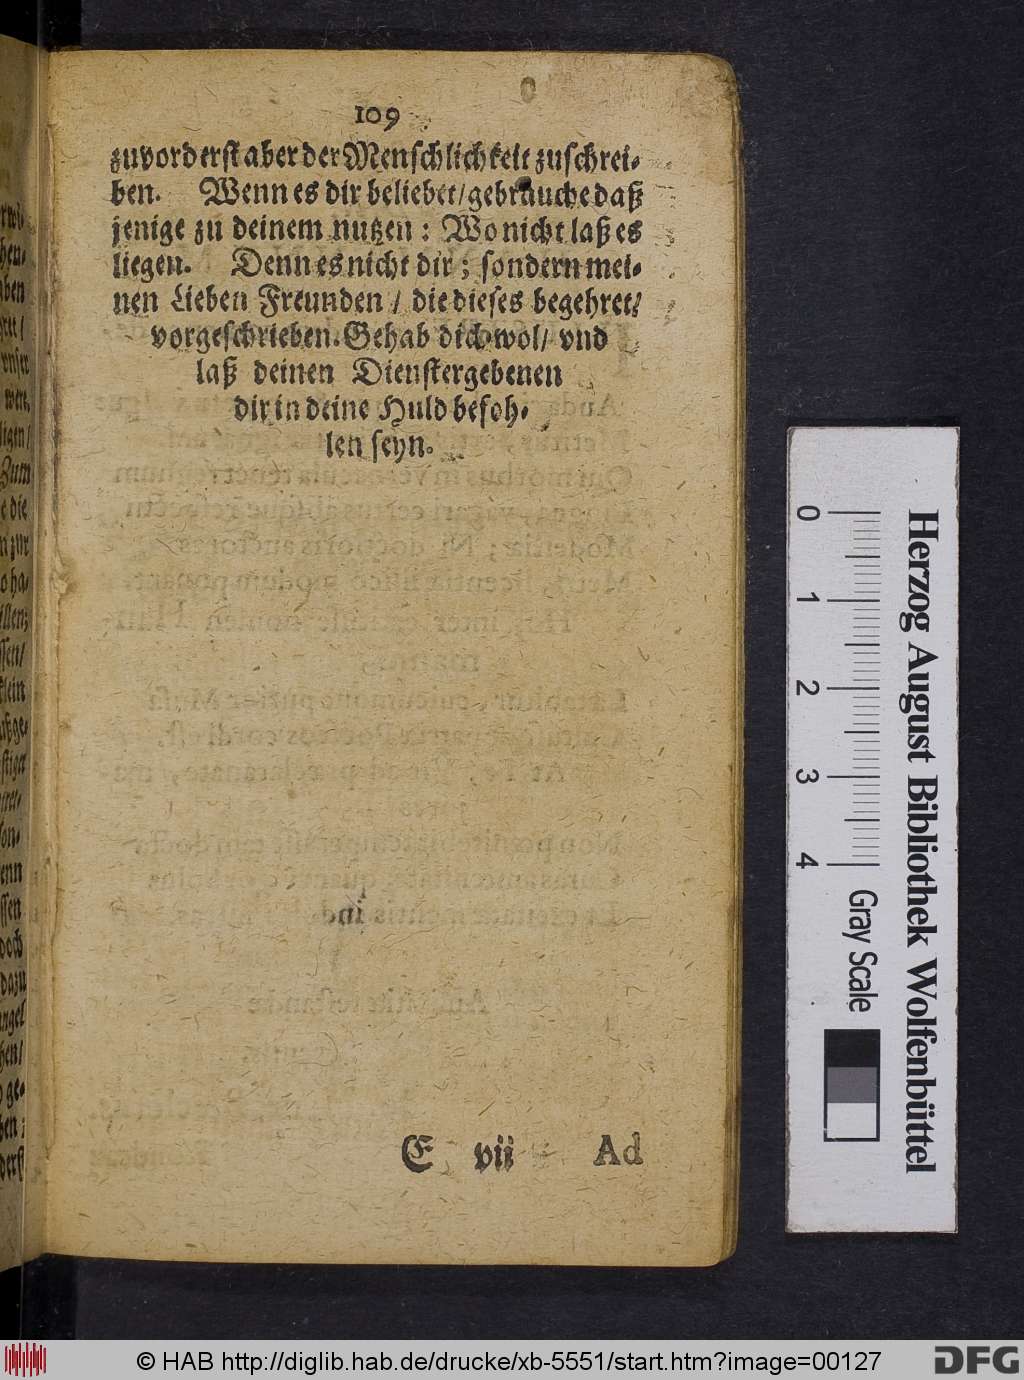 109
zuvorderst aber der Menschlichkeit zuschrei-
ben. Wenn es dir beliebet/ gebrauche daß
jenige zu deinem nutzen: Wo nicht laß es
liegen. Denn es nicht dir; sondern mei-
nen Lieben Freunden/ die dieses begehret/
vorgeschrieben. Gehab dich wol/ vnd
laß deinen Dienstergebenen
dir in deine Huld befoh-
len seyn.
E vii Ad
0 1 2 3 4
Gray Scale
Herzog August Bibliothek Wolfenbüttel
© HAB http://diglib.hab.de/drucke/xb-5551/start.htm?image=00127
DFG